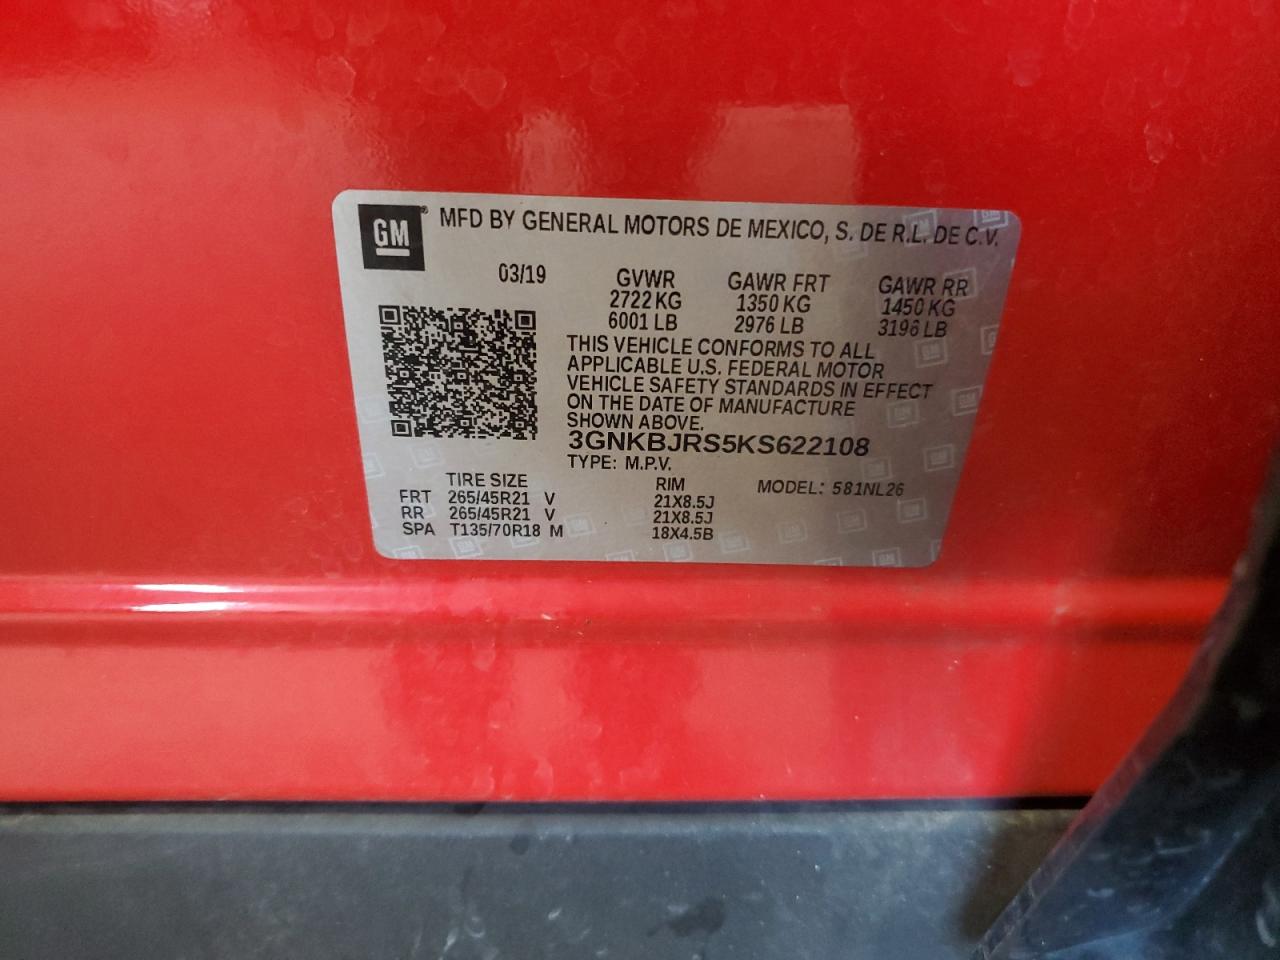 GM® MFD BY GENERAL MOTORS DE MEXICO, S. DE R.L. DE C.V.
03/19 GVWR GAWR FRT GAWR RR
2722 KG 1350 KG 1450 KG
6001 LB 2976 LB 3196 LB
THIS VEHICLE CONFORMS TO ALL
APPLICABLE U.S. FEDERAL MOTOR
VEHICLE SAFETY STANDARDS IN EFFECT
ON THE DATE OF MANUFACTURE
SHOWN ABOVE.
3GNKBJRS5KS622108
TYPE: M.P.V.
TIRE SIZE RIM MODEL: 581NL26
FRT 265/45R21 V 21X8.5J
RR 265/45R21 V 21X8.5J
SPA T135/70R18 M 18X4.5B